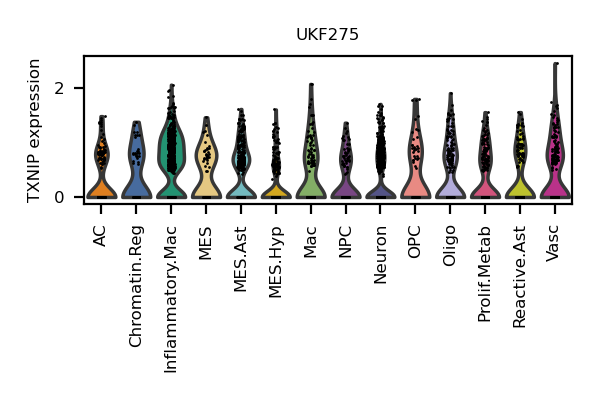 UKF275
TXNIP expression
2
0
AC
Chromatin.Reg
Inflammatory.Mac
MES
MES.Ast
MES.Hyp
Mac
NPC
Neuron
OPC
Oligo
Prolif.Metab
Reactive.Ast
Vasc